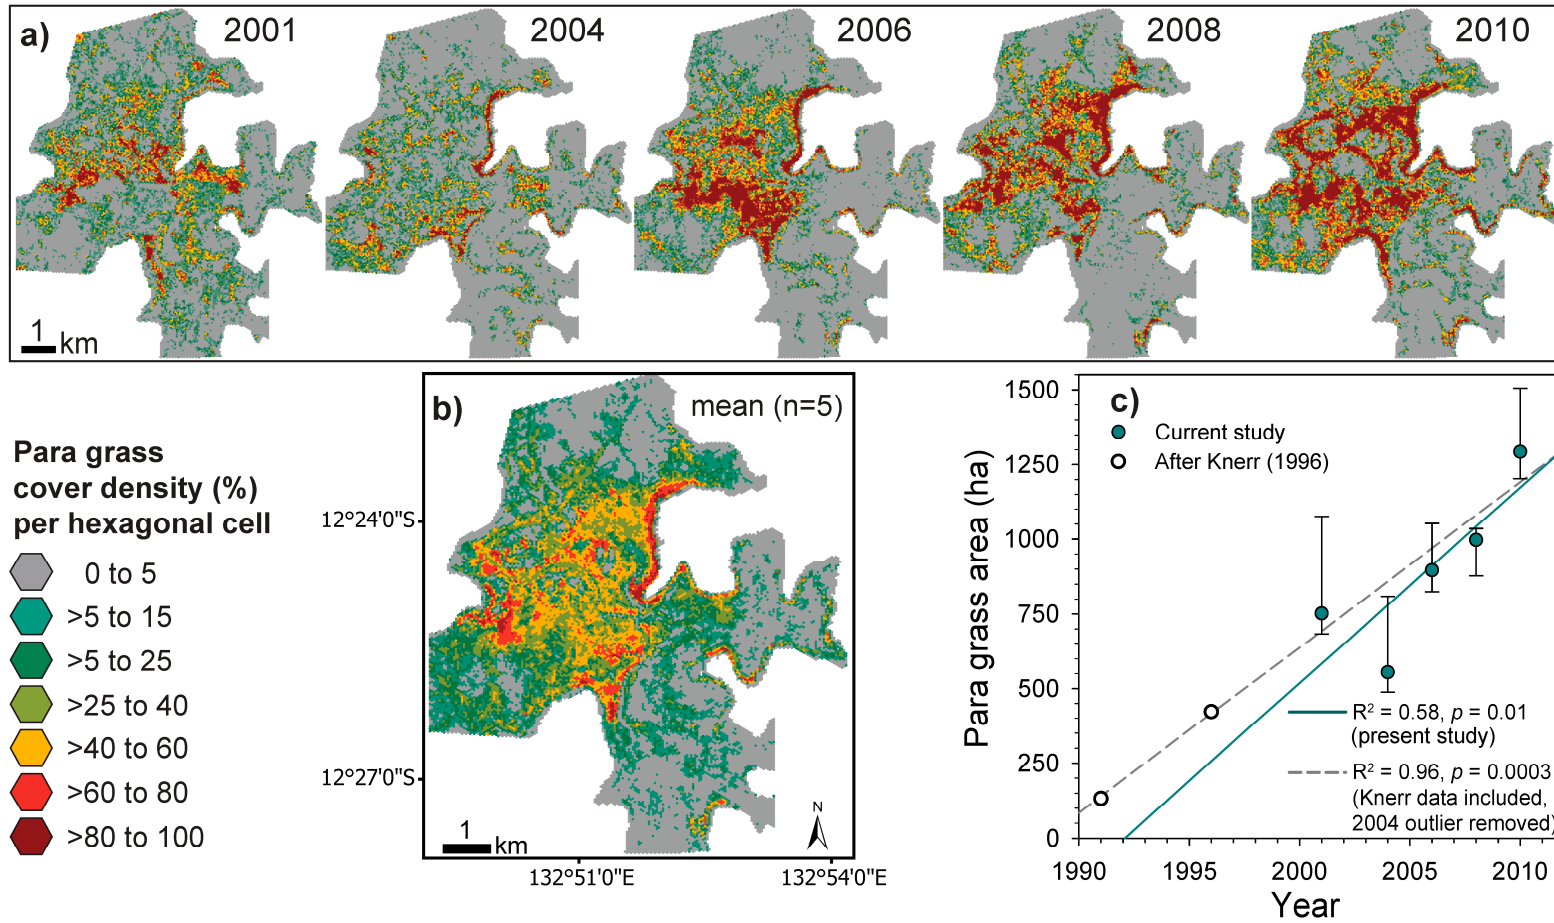 a)
2001
2004
2006
2008
2010
1
km
b)
mean (n=5)
Para grass
cover density (%)
per hexagonal cell
0 to 5
>5 to 15
>5 to 25
>25 to 40
>40 to 60
>60 to 80
>80 to 100
12°24'0"S
12°27'0"S
N
1
km
132°51'0"E
132°54'0"E
c)
Current study
After Knerr (1996)
Para grass area (ha)
1500
1250
1000
750
500
250
0
R² = 0.58, p = 0.01
(present study)
R² = 0.96, p = 0.0003
(Knerr data included,
2004 outlier removed)
1990
1995
2000
2005
2010
Year